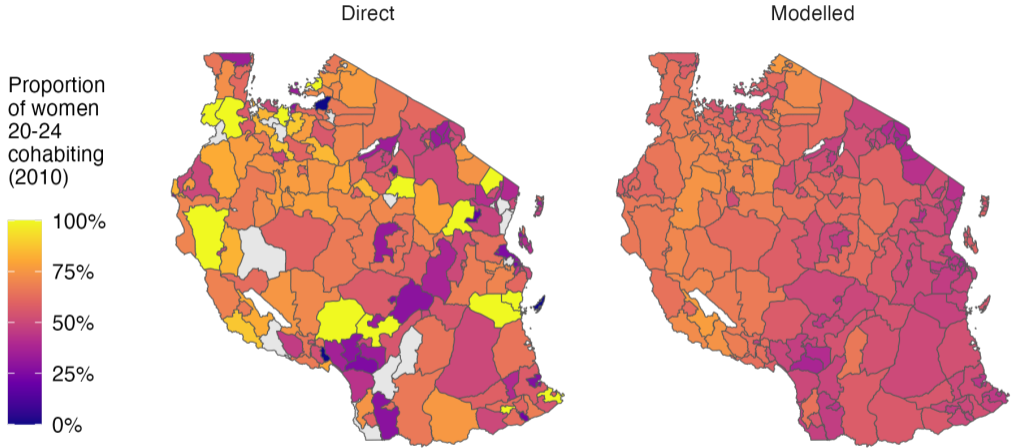 Direct
Modelled
Proportion
of women
20-24
cohabiting
(2010)
100%
75%
50%
25%
0%